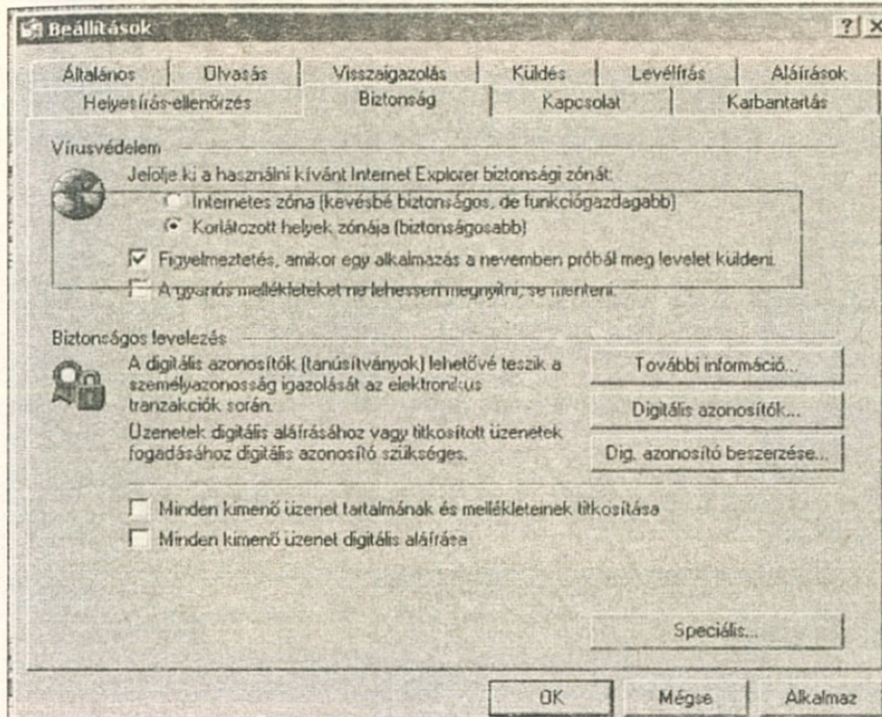 Beállítások
Általános Olvasás Visszaigazolás Küldés Levélírás Aláírások
Helyesírás-ellenőrzés Biztonság Kapcsolat Karbantartás
Vírusvédelem
Jelölje ki a használni kívánt Internet Explorer biztonsági zónát:
Internetes zóna (kevésbé biztonságos, de funkciógazdagabb)
Korlátozott helyek zónája (biztonságosabb)
Figyelmeztetés, amikor egy alkalmazás a nevemben próbál meg levelet küldeni.
A gyanús mellékleteket ne lehessen megnyitni, se menteni.
Biztonságos levelezés
A digitális azonosítók (tanúsítványok) lehetővé teszik a
személyazonosság igazolását az elektronikus
tranzakciók során.
További információ...
Digitális azonosítók...
Üzenetek digitális aláírásához vagy titkosított üzenetek
fogadásához digitális azonosító szükséges.
Dig. azonosító beszerzése...
Minden kimenő üzenet tartalmának és mellékleteinek titkosítása
Minden kimenő üzenet digitális aláírása
Speciális...
OK Mégse Alkalmaz